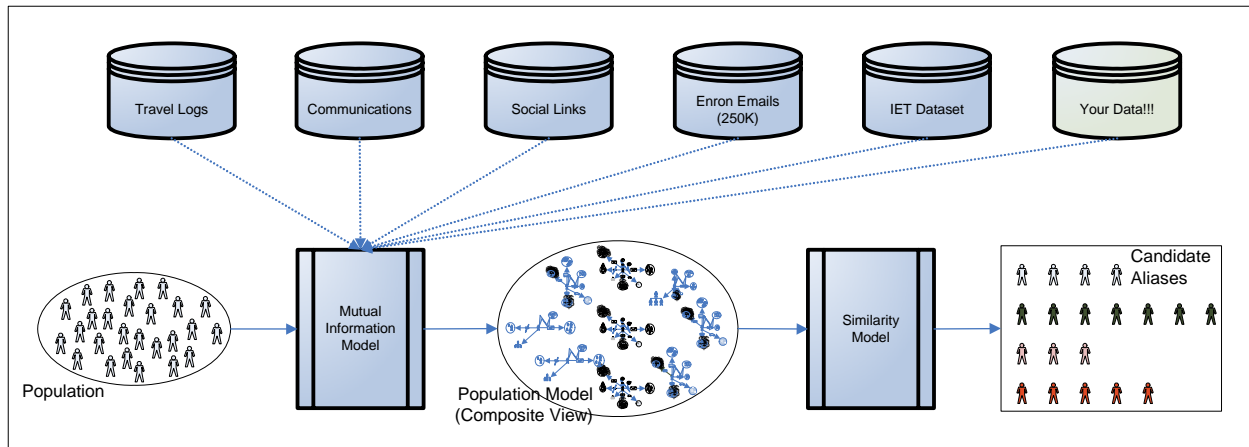 Travel Logs
Communications
Social Links
Enron Emails
(250K)
IET Dataset
Your Data!!!
Population
Mutual
Information
Model
Population Model
(Composite View)
Similarity
Model
Candidate
Aliases